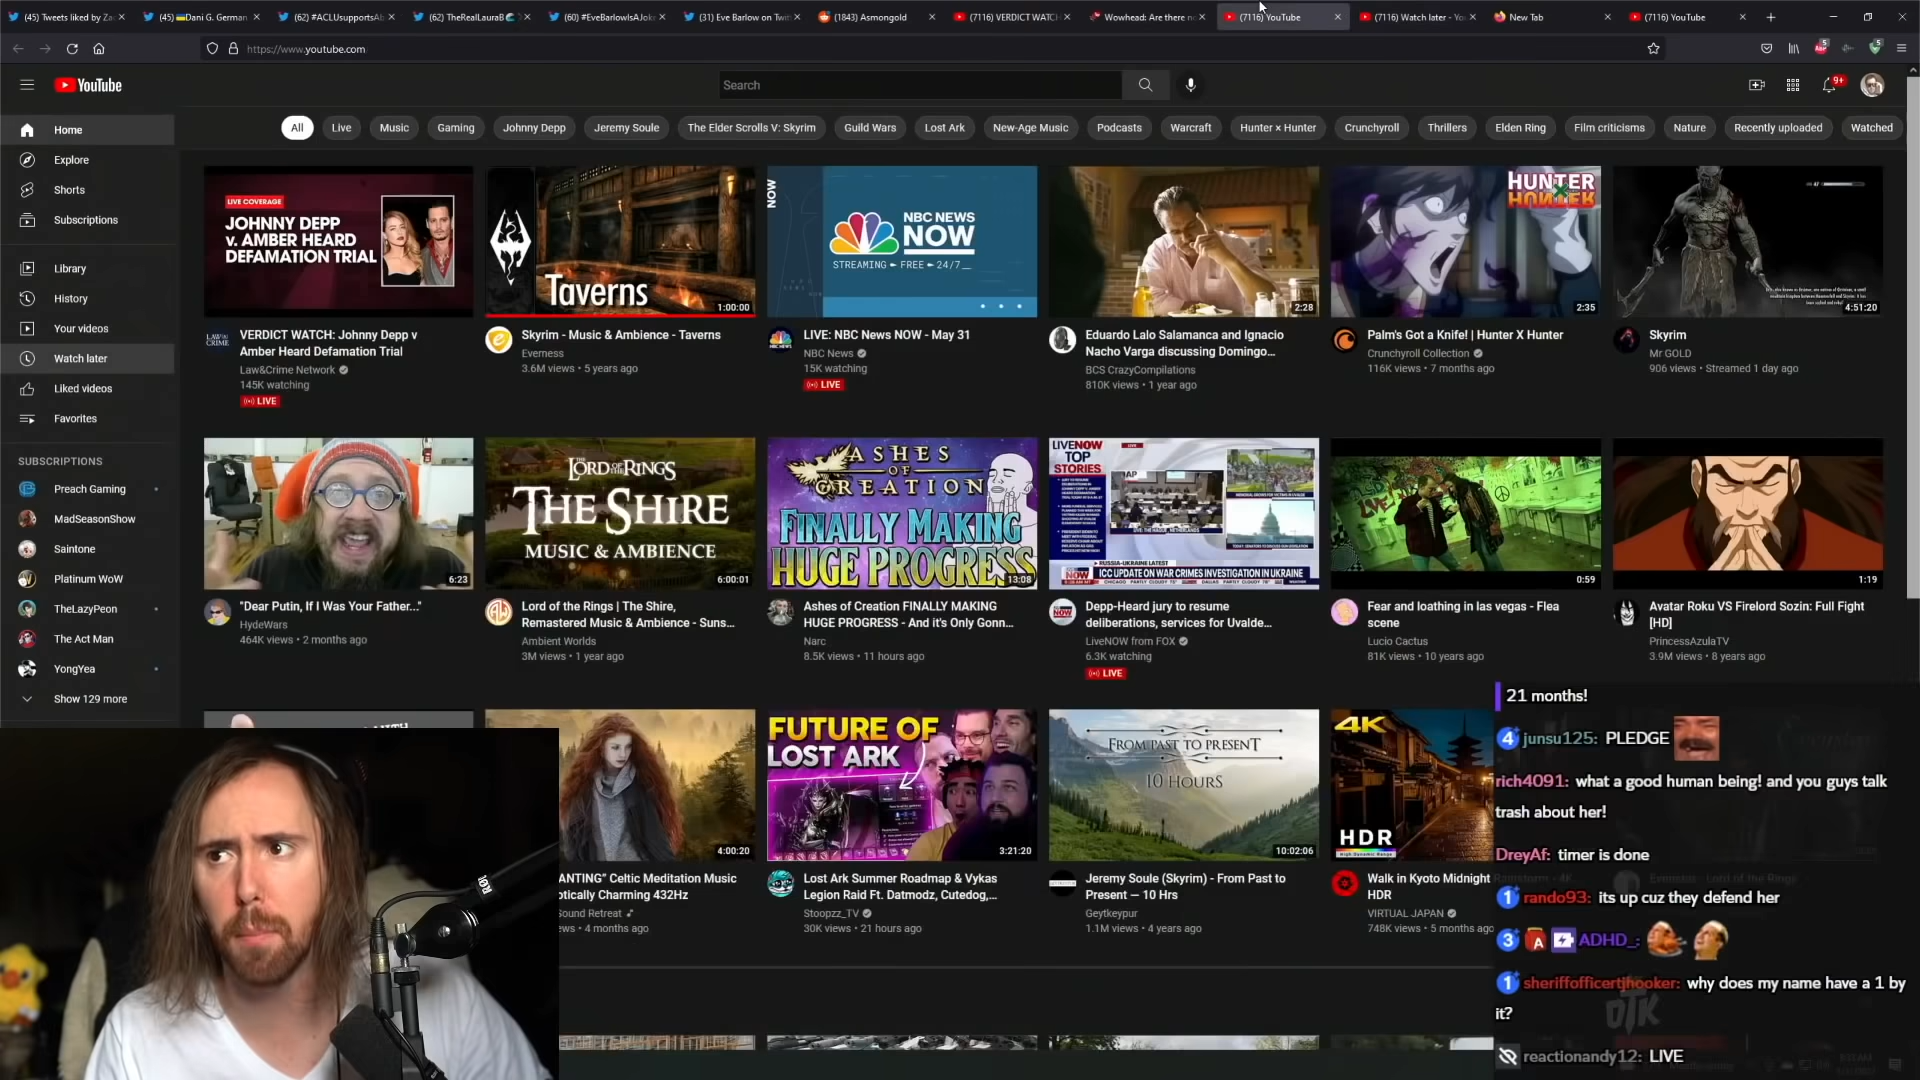 (45) Tweets liked by Za
(45) Dani G. German
(62) #ACLUsupportsA
(62) TheRealLauraB
(60) #EveBarlowIsAJok
(31) Eve Barlow on Twit
(1843) Asmongold
(7116) VERDICT WATCH
Wowhead: Are there n
(7116) YouTube
(7116) Watch later - Yo
New Tab
(7116) YouTube
https://www.youtube.com
YouTube
Search
9+
Home
Explore
Shorts
Subscriptions
Library
History
Your videos
Watch later
Liked videos
Favorites
SUBSCRIPTIONS
Preach Gaming
MadSeasonShow
Saintone
Platinum WoW
TheLazyPeon
The Act Man
YongYea
Show 129 more
All
Live
Music
Gaming
Johnny Depp
Jeremy Soule
The Elder Scrolls V: Skyrim
Guild Wars
Lost Ark
New-Age Music
Podcasts
Warcraft
Hunter × Hunter
Crunchyroll
Thrillers
Elden Ring
Film criticisms
Nature
Recently uploaded
Watched
LIVE COVERAGE
JOHNNY DEPP
V. AMBER HEARD
DEFAMATION TRIAL
VERDICT WATCH: Johnny Depp v
Amber Heard Defamation Trial
Law&Crime Network
145K watching
LIVE
Taverns
1:00:00
Skyrim - Music & Ambience - Taverns
Everness
3.6M views • 5 years ago
NOW
NBC NEWS
NOW
STREAMING - FREE - 24/7
LIVE: NBC News NOW - May 31
NBC News
15K watching
LIVE
2:28
Eduardo Lalo Salamanca and Ignacio
Nacho Varga discussing Domingo...
BCS CrazyCompilations
810K views • 1 year ago
HUNTER
HUNTER
2:35
Palm's Got a Knife! | Hunter X Hunter
Crunchyroll Collection
116K views • 7 months ago
4:51:20
Skyrim
Mr GOLD
906 views • Streamed 1 day ago
6:23
"Dear Putin, If I Was Your Father..."
HydeWars
464K views • 2 months ago
THE LORD OF THE RINGS
THE SHIRE
MUSIC & AMBIENCE
6:00:01
Lord of the Rings | The Shire,
Remastered Music & Ambience - Suns...
Ambient Worlds
3M views • 1 year ago
ASHES
OF
CREATION
FINALLY MAKING
HUGE PROGRESS
13:08
Ashes of Creation FINALLY MAKING
HUGE PROGRESS - And it's Only Gonn...
Narc
8.5K views • 11 hours ago
LIVENOW
TOP
STORIES
RUSSIA-UKRAINE LATEST
ICC UPDATE ON WAR CRIMES INVESTIGATION IN UKRAINE
Depp-Heard jury to resume
deliberations, services for Uvalde...
LiveNOW from FOX
6.3K watching
LIVE
0:59
Fear and loathing in las vegas - Flea
scene
Lucio Cactus
81K views • 10 years ago
1:19
Avatar Roku VS Firelord Sozin: Full Fight
[HD]
PrincessAzulaTV
3.9M views • 8 years ago
4:00:20
ANTING" Celtic Meditation Music
otically Charming 432Hz
Sound Retreat
ews • 4 months ago
FUTURE OF
LOST ARK
3:21:20
Lost Ark Summer Roadmap & Vykas
Legion Raid Ft. Datmodz, Cutedog,...
Stoopzz_TV
30K views • 21 hours ago
FROM PAST TO PRESENT
10 HOURS
10:02:06
Jeremy Soule (Skyrim) - From Past to
Present — 10 Hrs
Geytkeypur
1.1M views • 4 years ago
4K
HDR
Walk in Kyoto Midnight
HDR
VIRTUAL JAPAN
748K views • 5 months ago
21 months!
4 junsu125: PLEDGE
rich4091: what a good human being! and you guys talk
trash about her!
DreyAf: timer is done
1 rando93: its up cuz they defend her
3 A ADHD_:
1 sheriffofficertjhooker: why does my name have a 1 by
it?
reactionandy12: LIVE